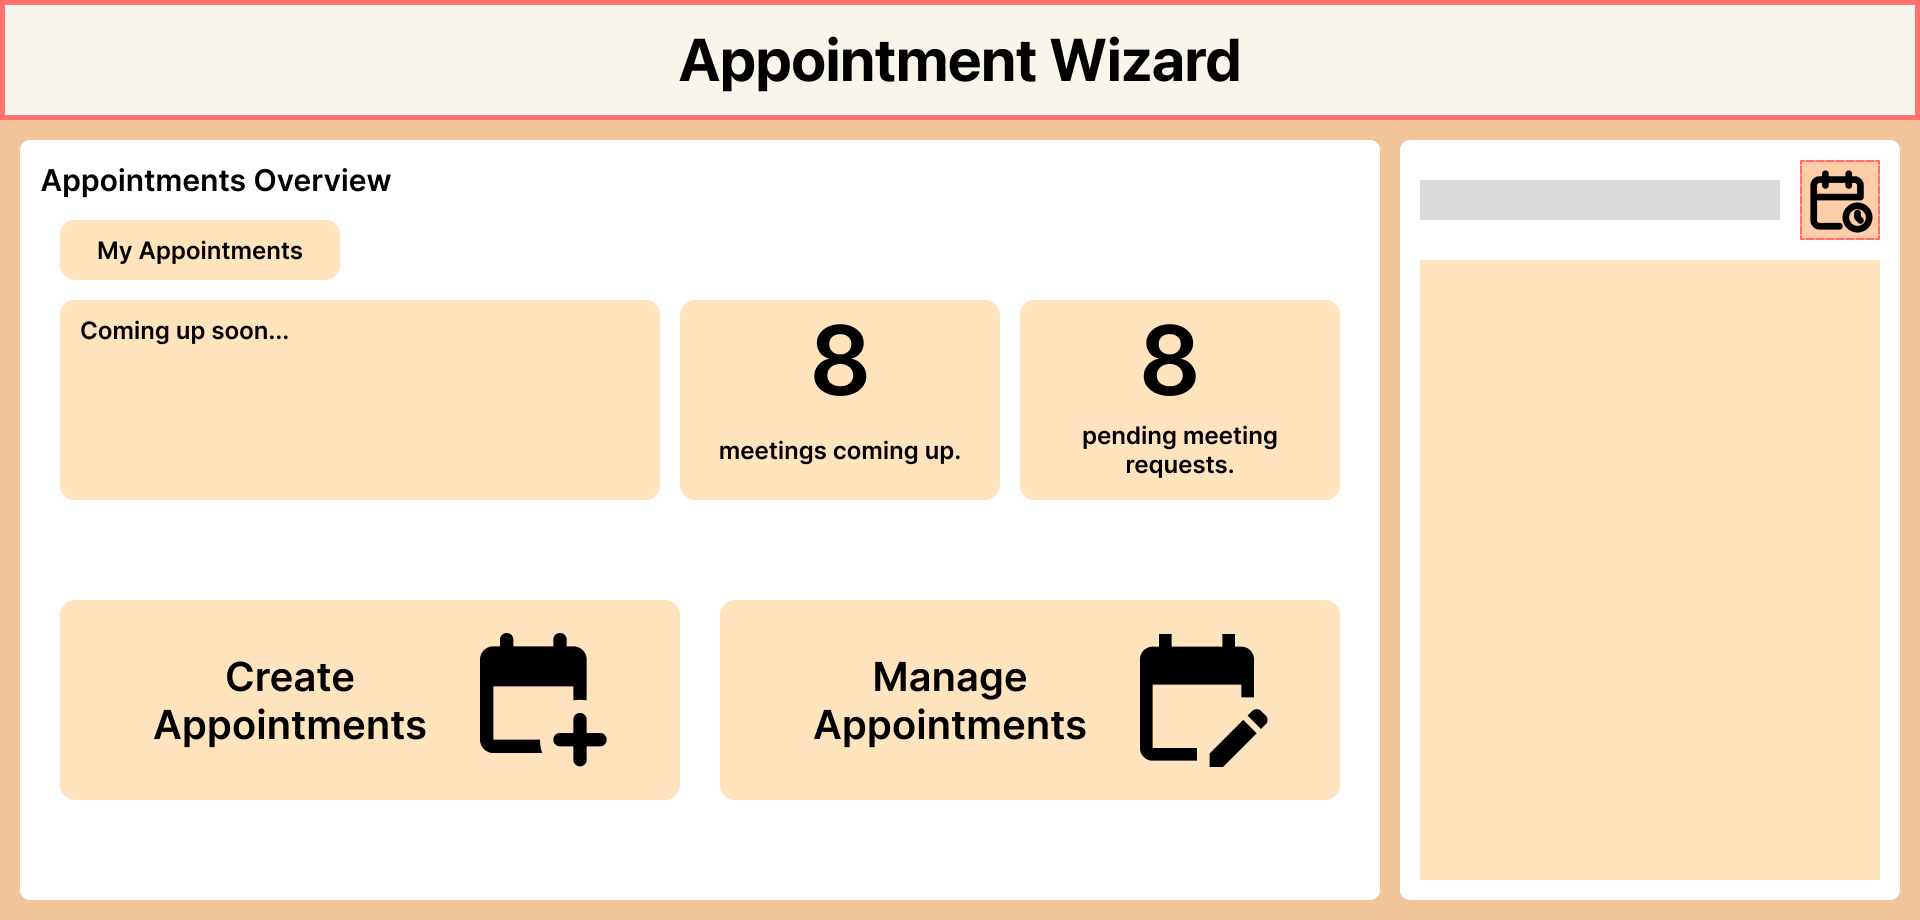 Appointment Wizard
Appointments Overview
My Appointments
Coming up soon...
8
meetings coming up.
8
pending meeting
requests.
Create
Appointments
Manage
Appointments